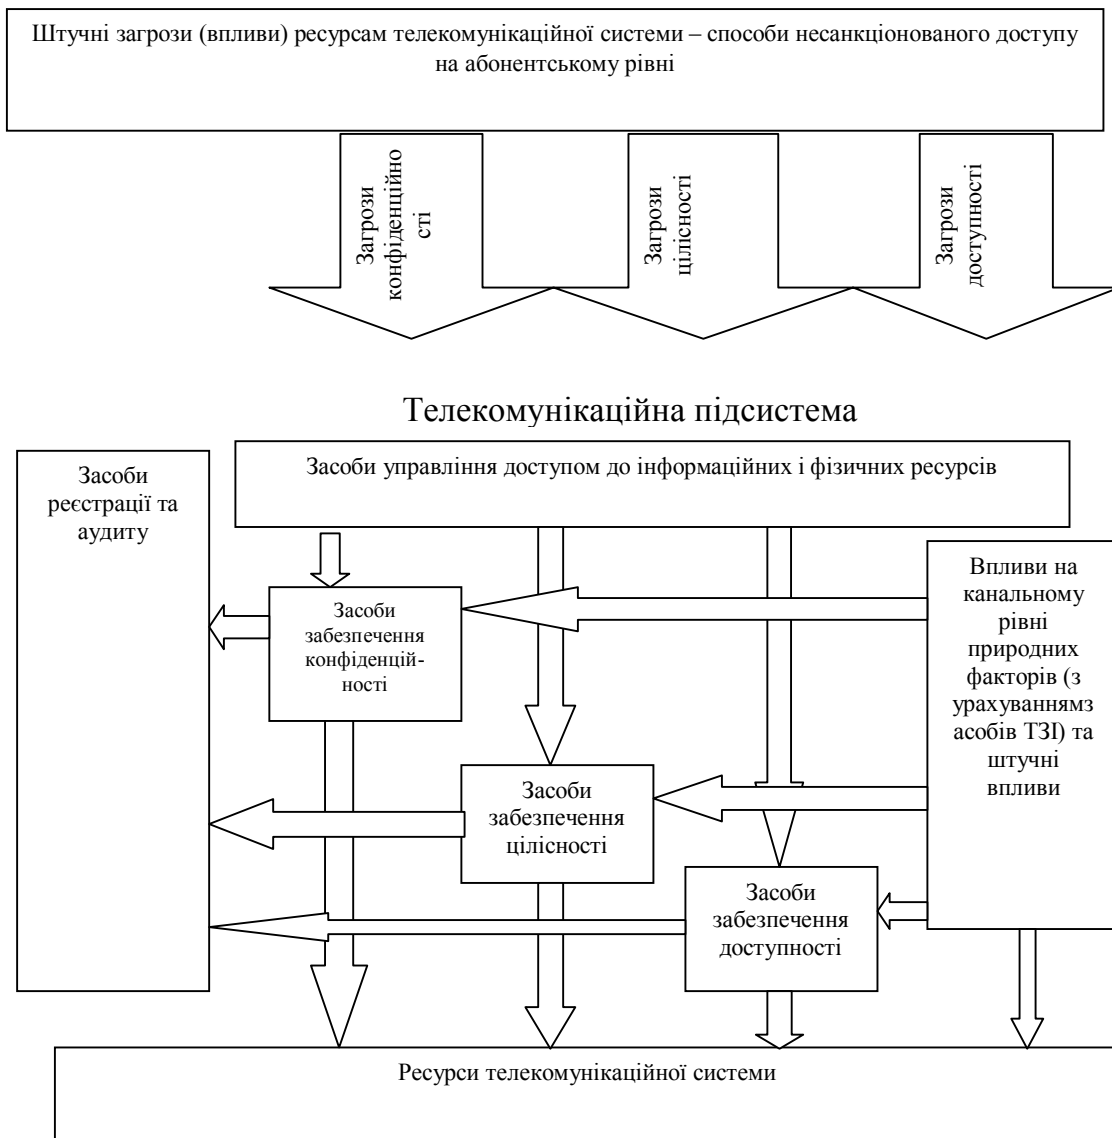 Штучні загрози (впливи) ресурсам телекомунікаційної системи – способи несанкціонованого доступу
на абонентському рівні
Загрози
конфіденційно
сті
Загрози
цілісності
Загрози
доступності
Телекомунікаційна підсистема
Засоби
реєстрації та
аудиту
Засоби управління доступом до інформаційних і фізичних ресурсів
Засоби
забезпечення
конфіденцій-
ності
Впливи на
канальному
рівні
природних
факторів (з
урахуваннямз
асобів ТЗІ) та
штучні
впливи
Засоби
забезпечення
цілісності
Засоби
забезпечення
доступності
Ресурси телекомунікаційної системи